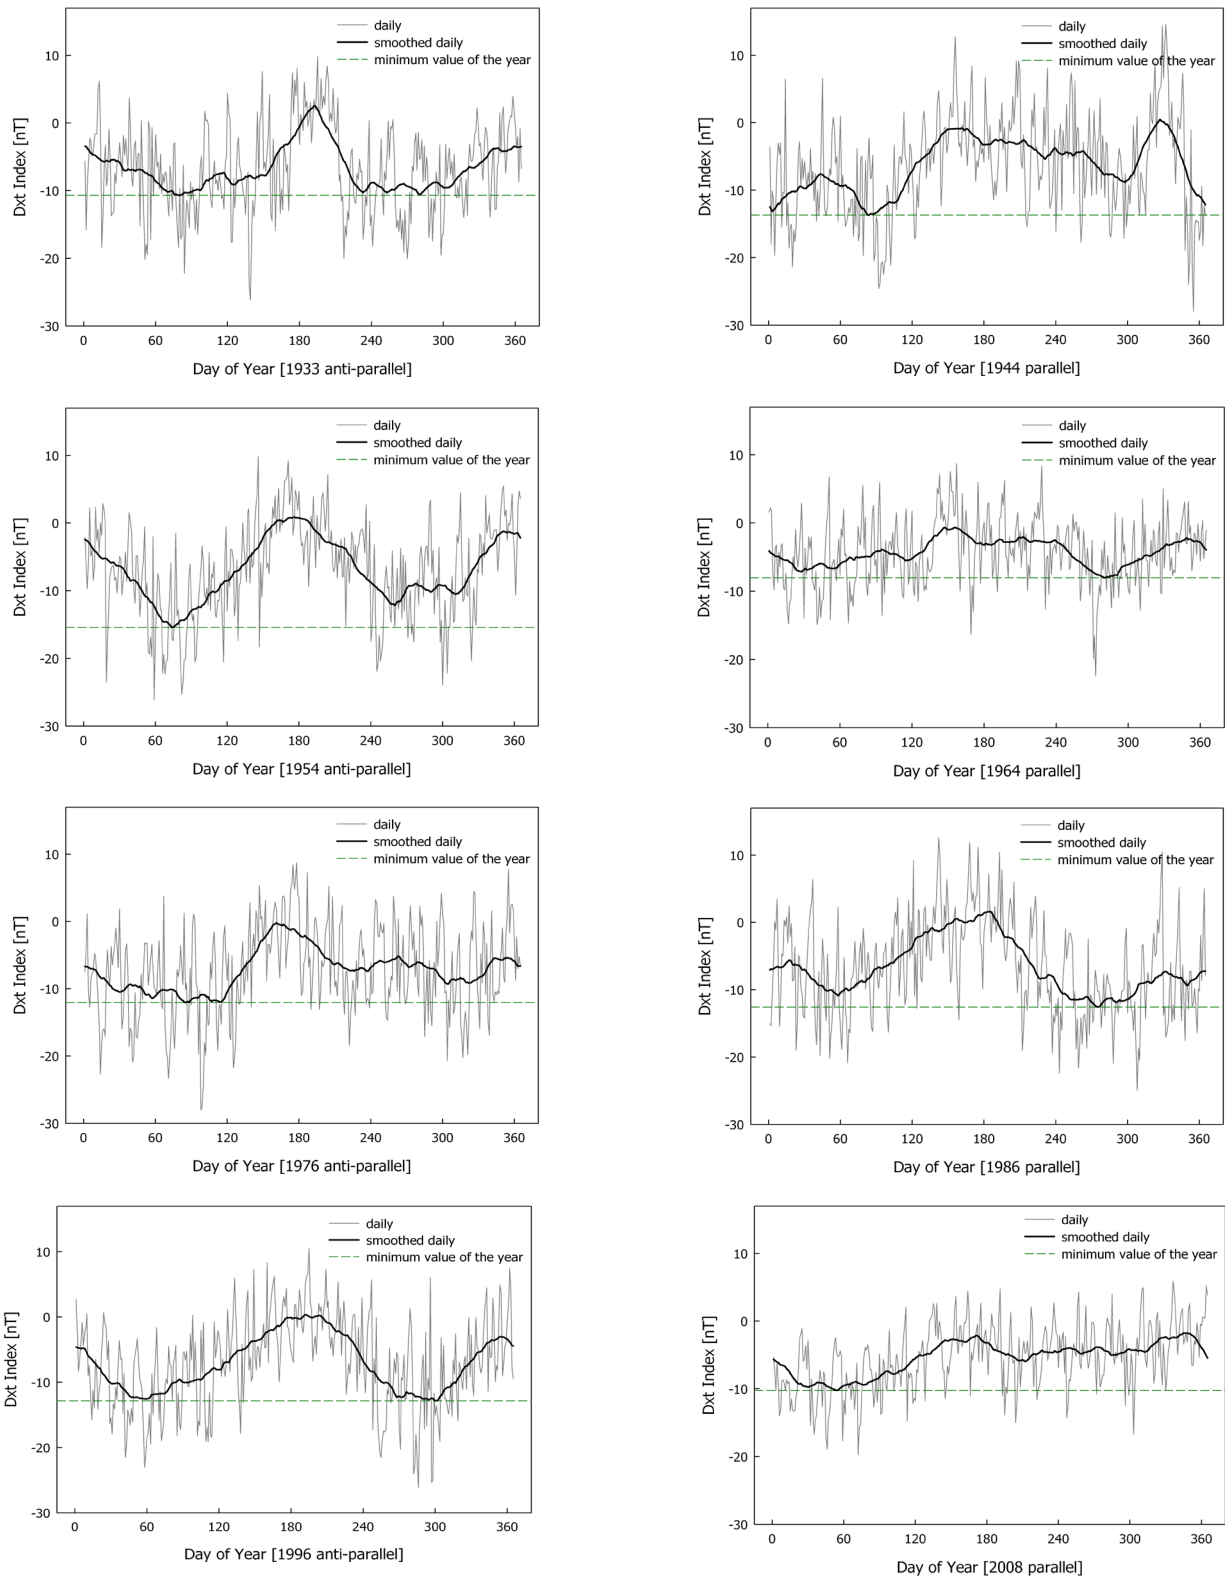 daily
smoothed daily
minimum value of the year
10
0
-10
-20
-30
Dxt Index [nT]
0 60 120 180 240 300 360
Day of Year [1933 anti-parallel]
daily
smoothed daily
minimum value of the year
10
0
-10
-20
-30
Dxt Index [nT]
0 60 120 180 240 300 360
Day of Year [1944 parallel]
daily
smoothed daily
minimum value of the year
10
0
-10
-20
-30
Dxt Index [nT]
0 60 120 180 240 300 360
Day of Year [1954 anti-parallel]
daily
smoothed daily
minimum value of the year
10
0
-10
-20
-30
Dxt Index [nT]
0 60 120 180 240 300 360
Day of Year [1964 parallel]
daily
smoothed daily
minimum value of the year
10
0
-10
-20
-30
Dxt Index [nT]
0 60 120 180 240 300 360
Day of Year [1976 anti-parallel]
daily
smoothed daily
minimum value of the year
10
0
-10
-20
-30
Dxt Index [nT]
0 60 120 180 240 300 360
Day of Year [1986 parallel]
daily
smoothed daily
minimum value of the year
10
0
-10
-20
-30
Dxt Index [nT]
0 60 120 180 240 300 360
Day of Year [1996 anti-parallel]
daily
smoothed daily
minimum value of the year
10
0
-10
-20
-30
Dxt Index [nT]
0 60 120 180 240 300 360
Day of Year [2008 parallel]